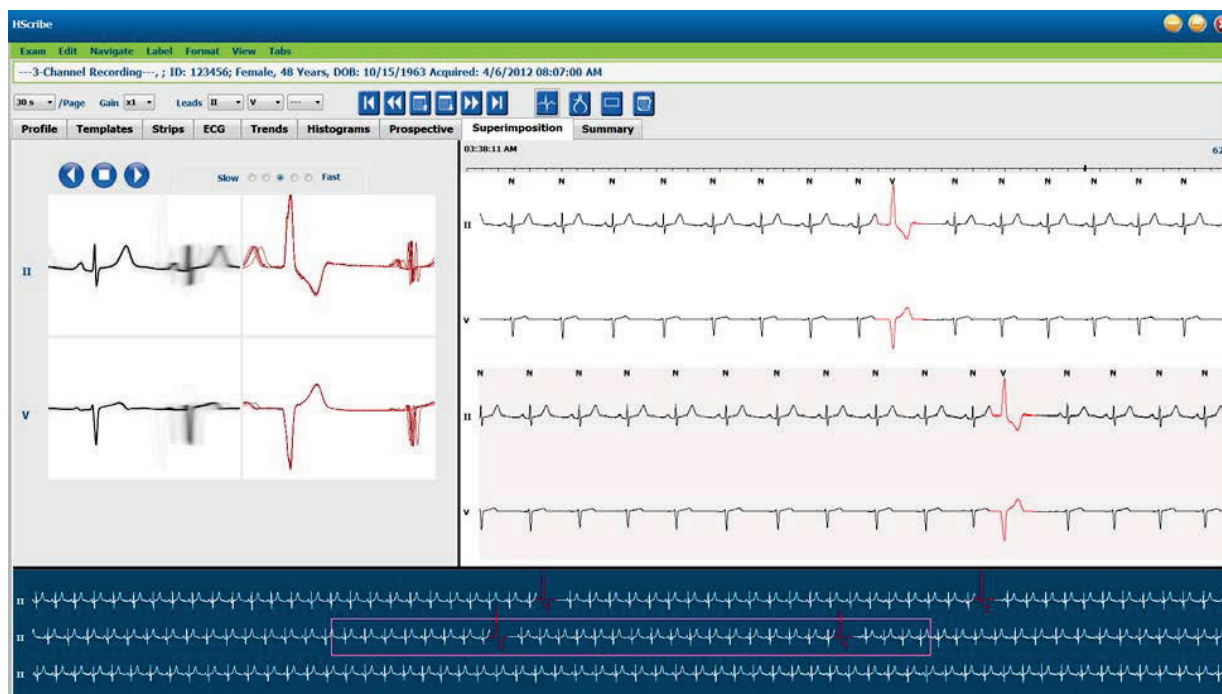 HScribe
Exam Edit Navigate Label Format View Tabs
---3-Channel Recording---, ; ID: 123456; Female, 48 Years, DOB: 10/15/1963 Acquired: 4/6/2012 08:07:00 AM
30 s /Page Gain x1 Leads II V ---
Profile Templates Strips ECG Trends Histograms Prospective Superimposition Summary
03:38:11 AM 62
Slow Fast
N N N N N N N N V N N N N N N
II
II
V
V
N N N N N N N N N N N V N N N N
II
V
II
II
II